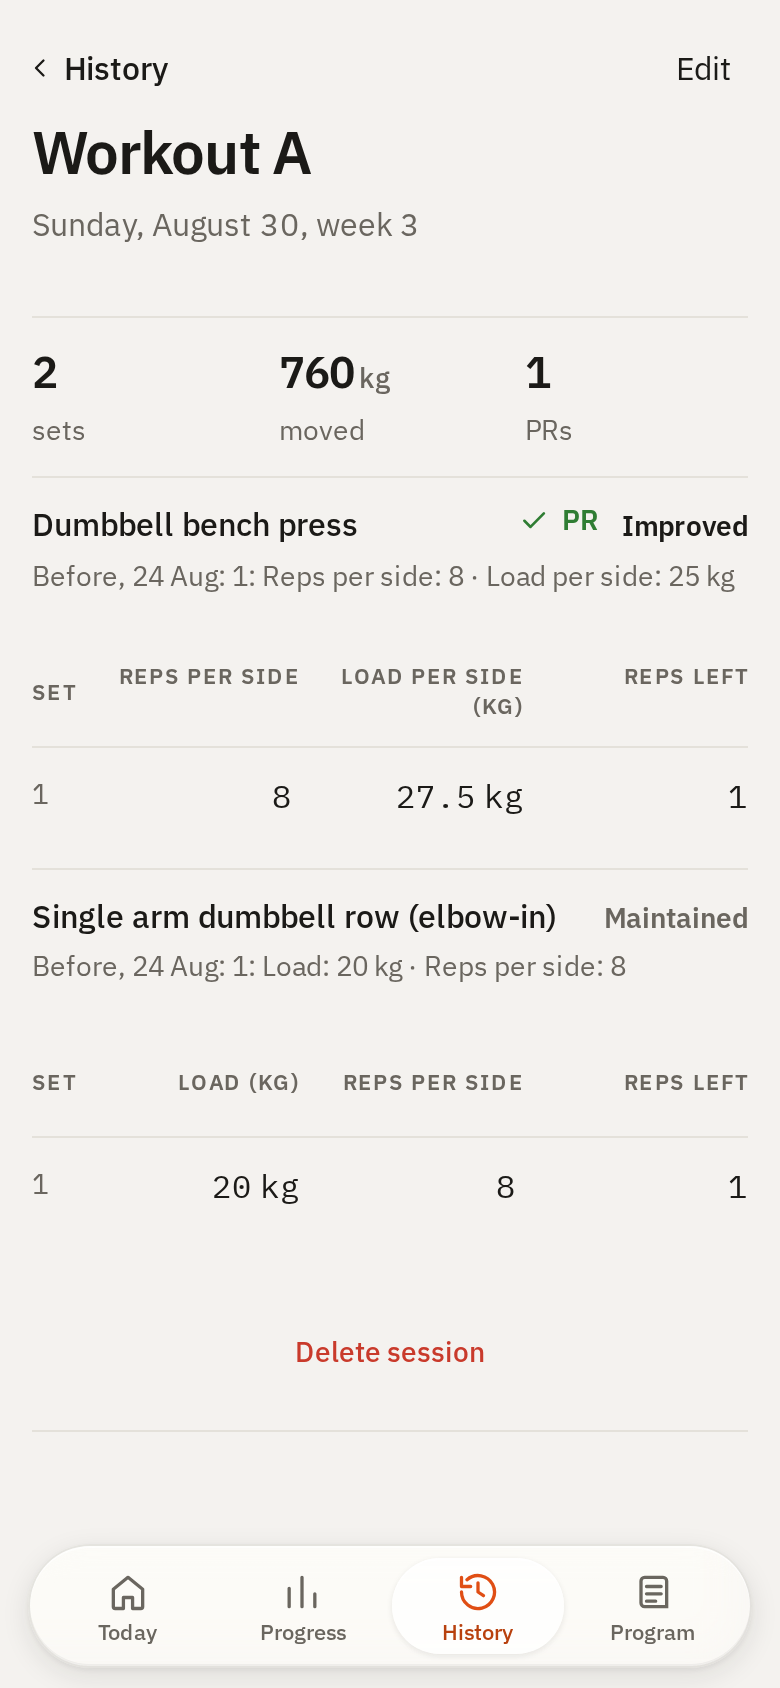 History
Edit
Workout A
Sunday, August 30, week 3
2 760 kg 1
sets moved PRs
Dumbbell bench press PR Improved
Before, 24 Aug: 1: Reps per side: 8 · Load per side: 25 kg
SET REPS PER SIDE LOAD PER SIDE (KG) REPS LEFT
1 8 27.5 kg 1
Single arm dumbbell row (elbow-in) Maintained
Before, 24 Aug: 1: Load: 20 kg · Reps per side: 8
SET LOAD (KG) REPS PER SIDE REPS LEFT
1 20 kg 8 1
Delete session
Today Progress History Program